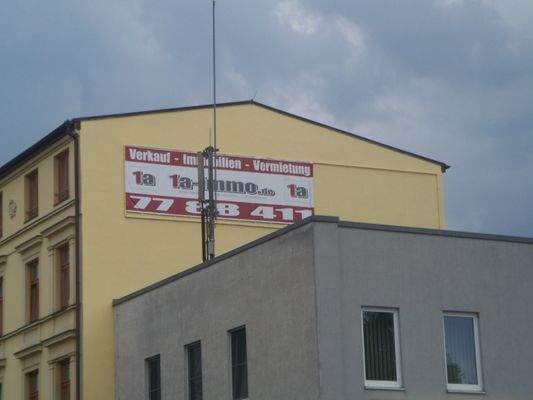 Verkauf - Immobilien - Vermietung
1a 1a-immo.de 1a
77 88 411